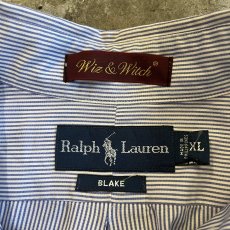 Wiz & Witch
Ralph Lauren
XL
BLAKE